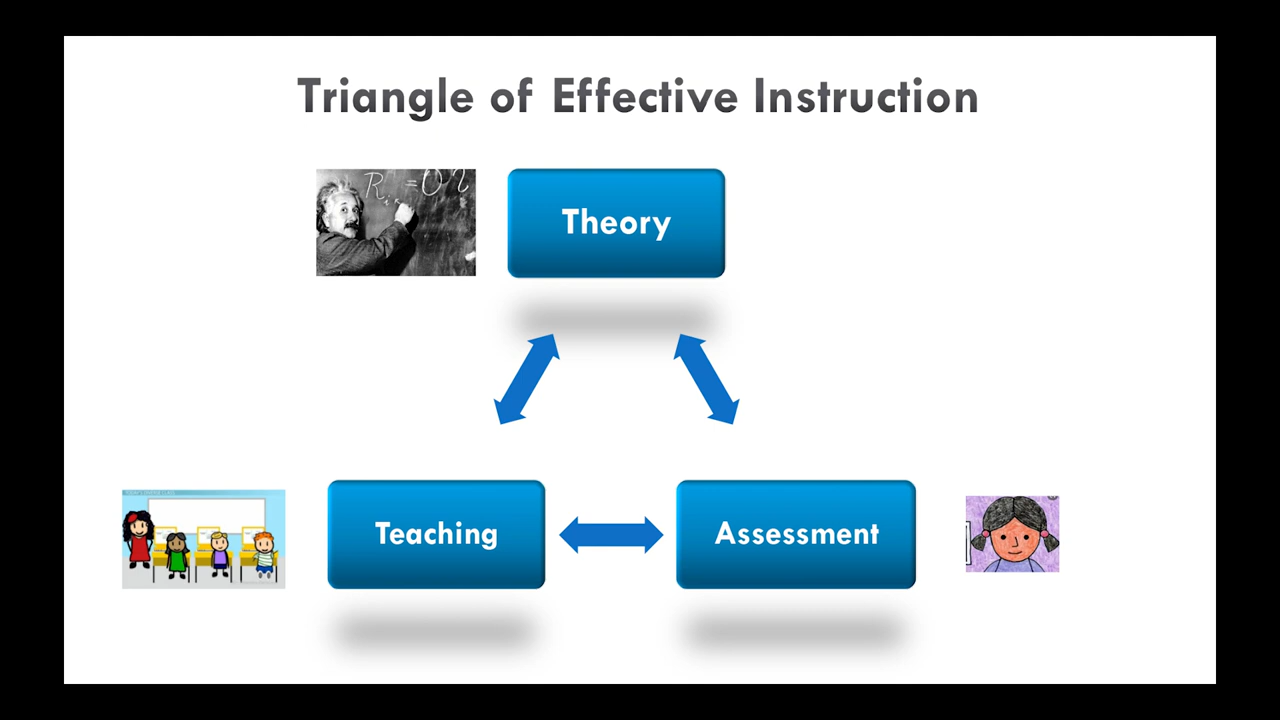 Triangle of Effective Instruction
Theory
Teaching
Assessment